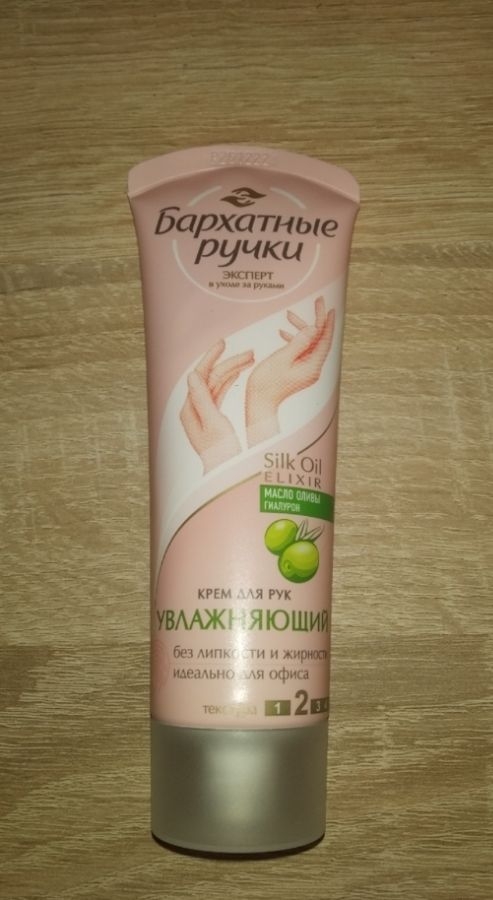 Бархатные
ручки
ЭКСПЕРТ
в уходе за руками
Silk Oil
ELIXIR
МАСЛО ОЛИВЫ
ГИАЛУРОН
КРЕМ ДЛЯ РУК
УВЛАЖНЯЮЩИЙ
без липкости и жирности
идеально для офиса
текстура 1 2 3